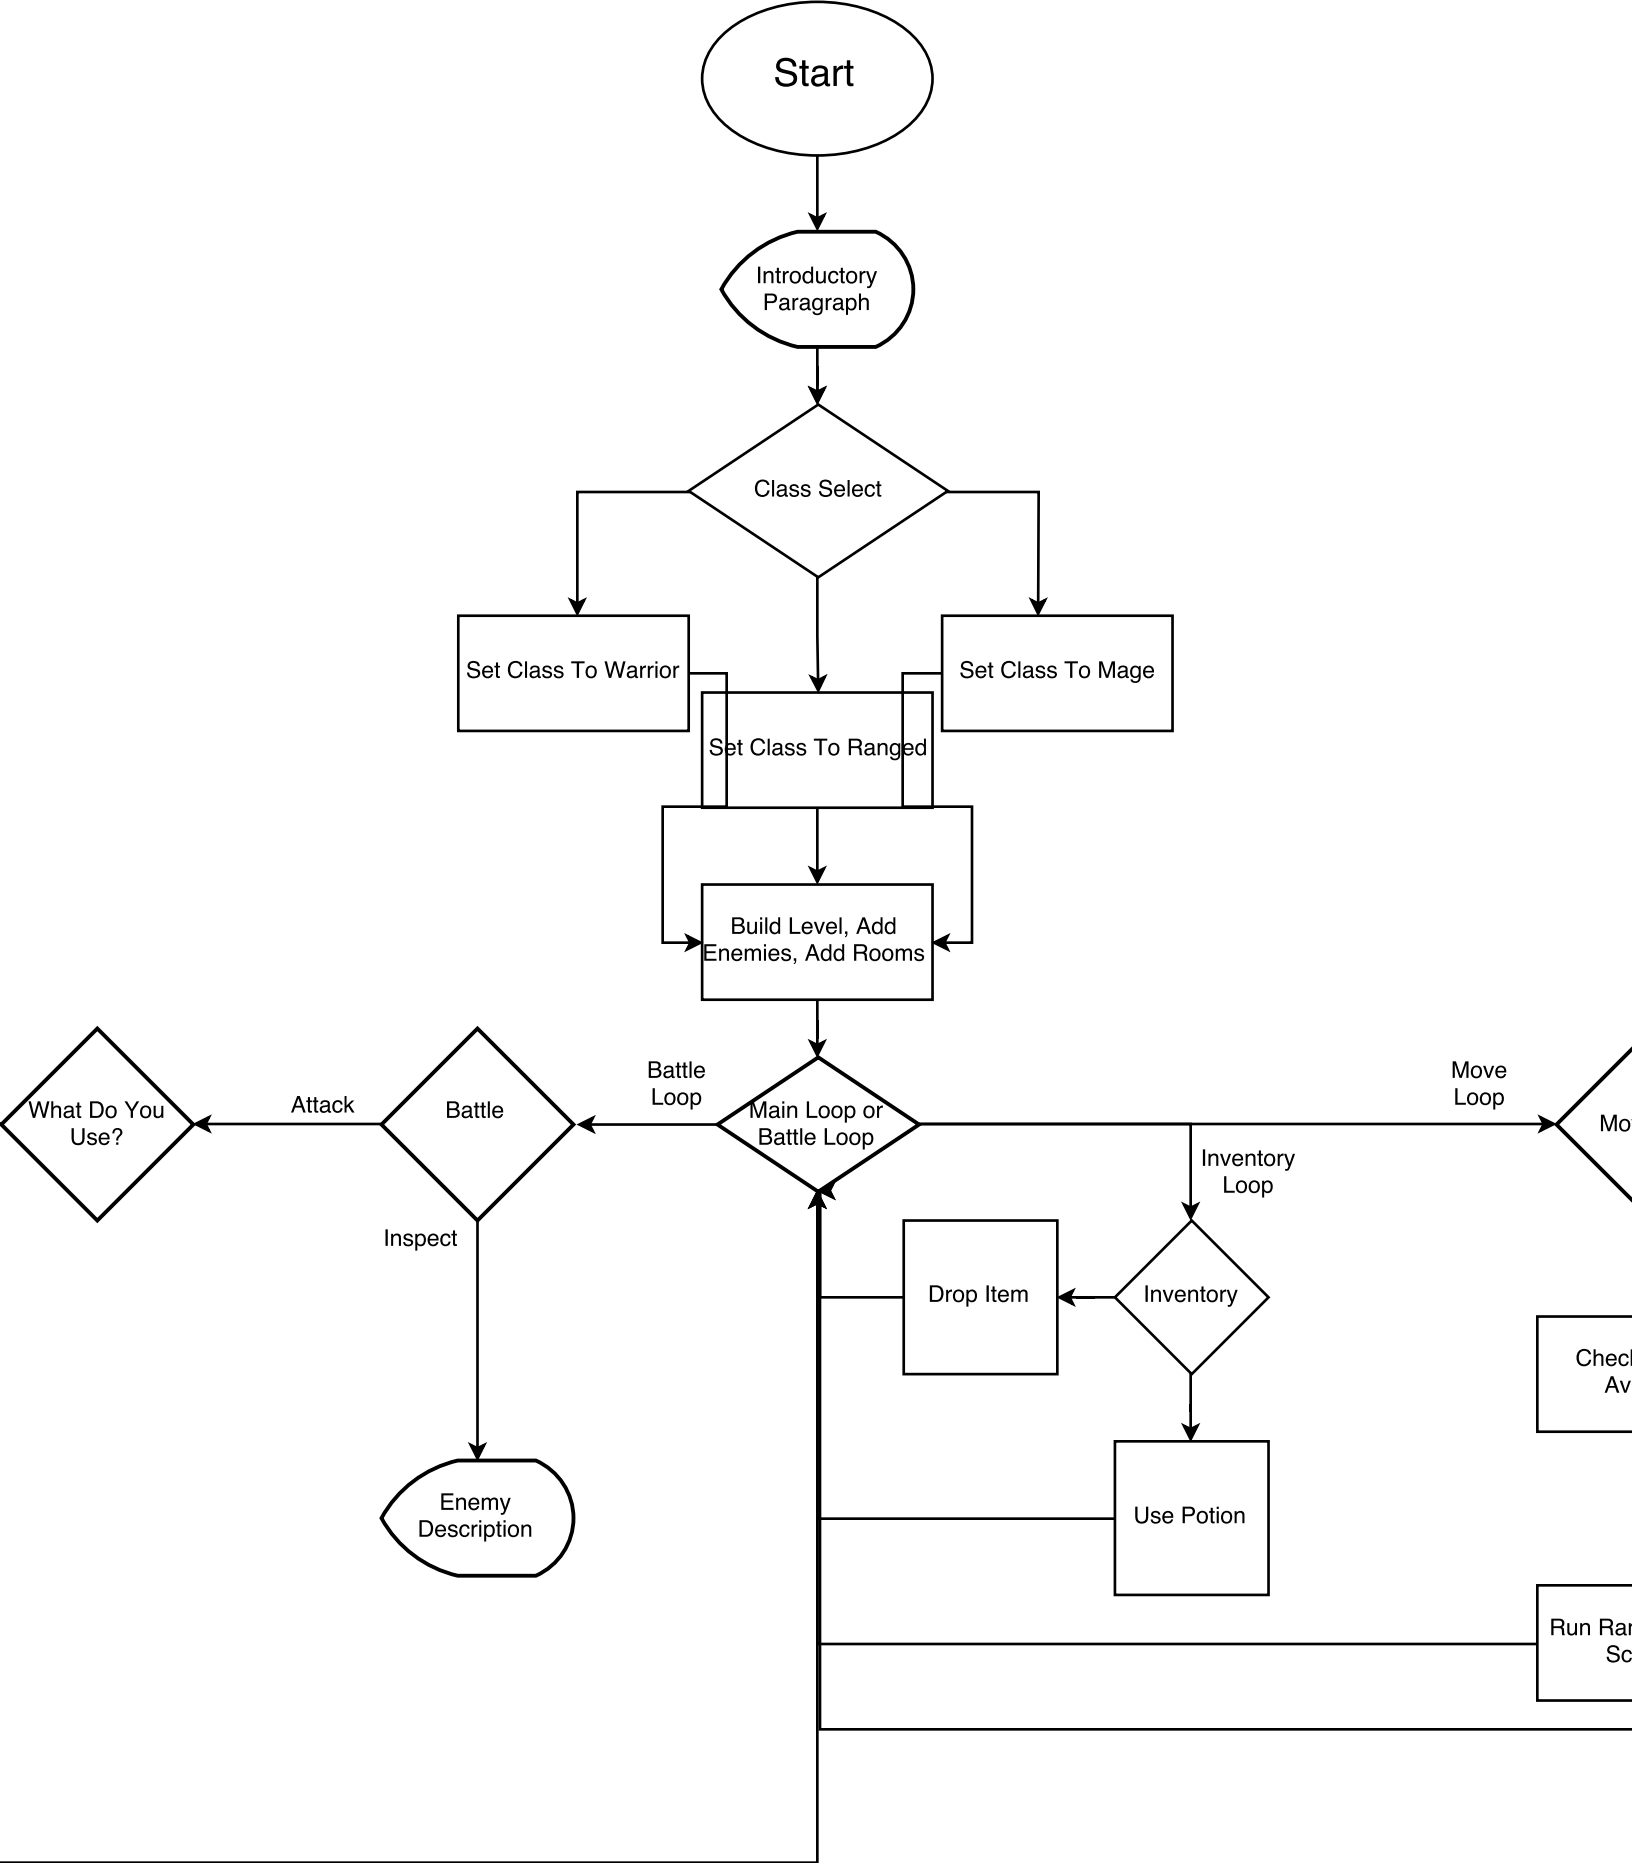 Start
Introductory
Paragraph
Class Select
Set Class To Warrior
Set Class To Mage
Set Class To Ranged
Build Level, Add
Enemies, Add Rooms
What Do You
Use?
Attack
Battle
Battle
Loop
Main Loop or
Battle Loop
Move
Loop
Inventory
Loop
Inspect
Drop Item
Inventory
Enemy
Description
Use Potion
Run